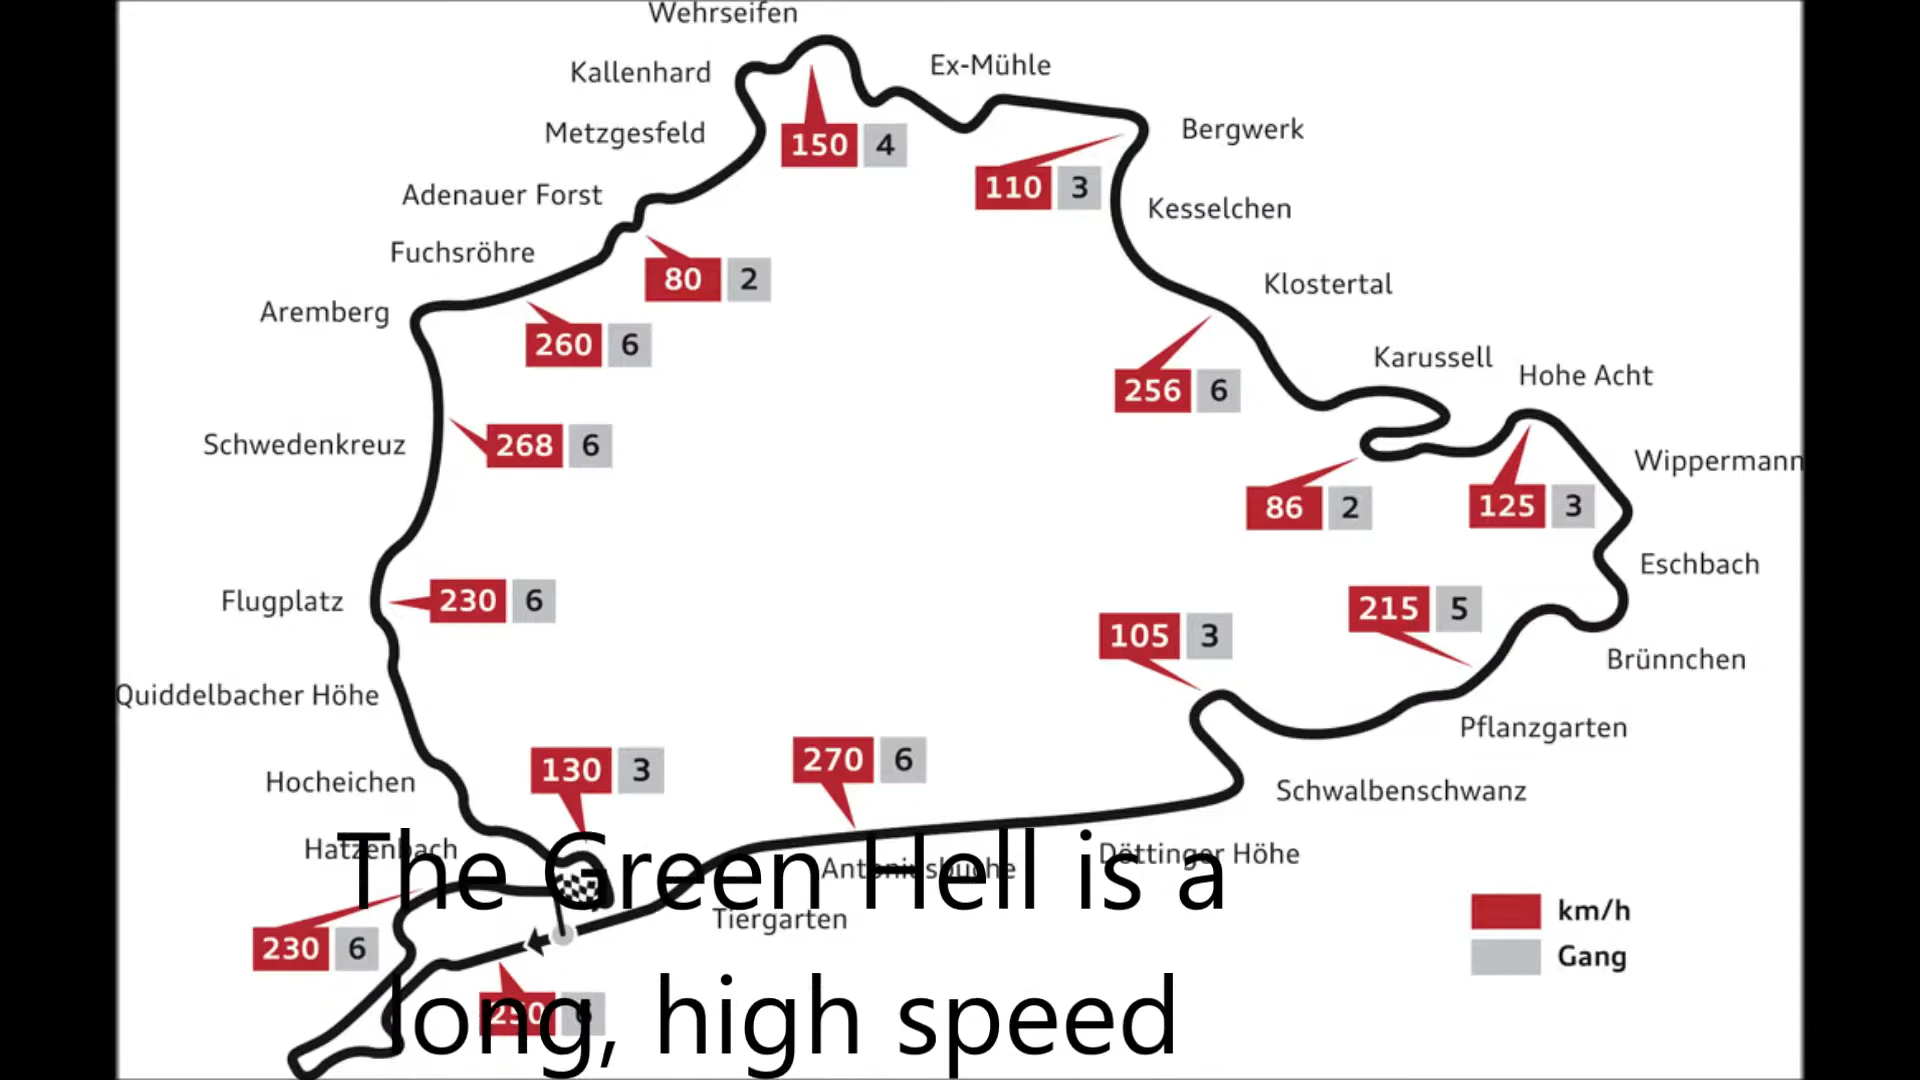 Wehrseifen
Ex-Mühle
Kallenhard
Bergwerk
Metzgesfeld
150 4
110 3
Adenauer Forst
Kesselchen
Fuchsröhre
80 2
Klostertal
Aremberg
260 6
Karussell
Hohe Acht
256 6
Schwedenkreuz
268 6
Wippermann
86 2
125 3
Eschbach
Flugplatz
230 6
215 5
105 3
Brünnchen
Quiddelbacher Höhe
Pflanzgarten
130 3
270 6
Hocheichen
Schwalbenschwanz
Hatzenbach
Antoniusbuche
Döttinger Höhe
The Green Hell is a
long, high speed
Tiergarten
230 6
250 6
km/h
Gang